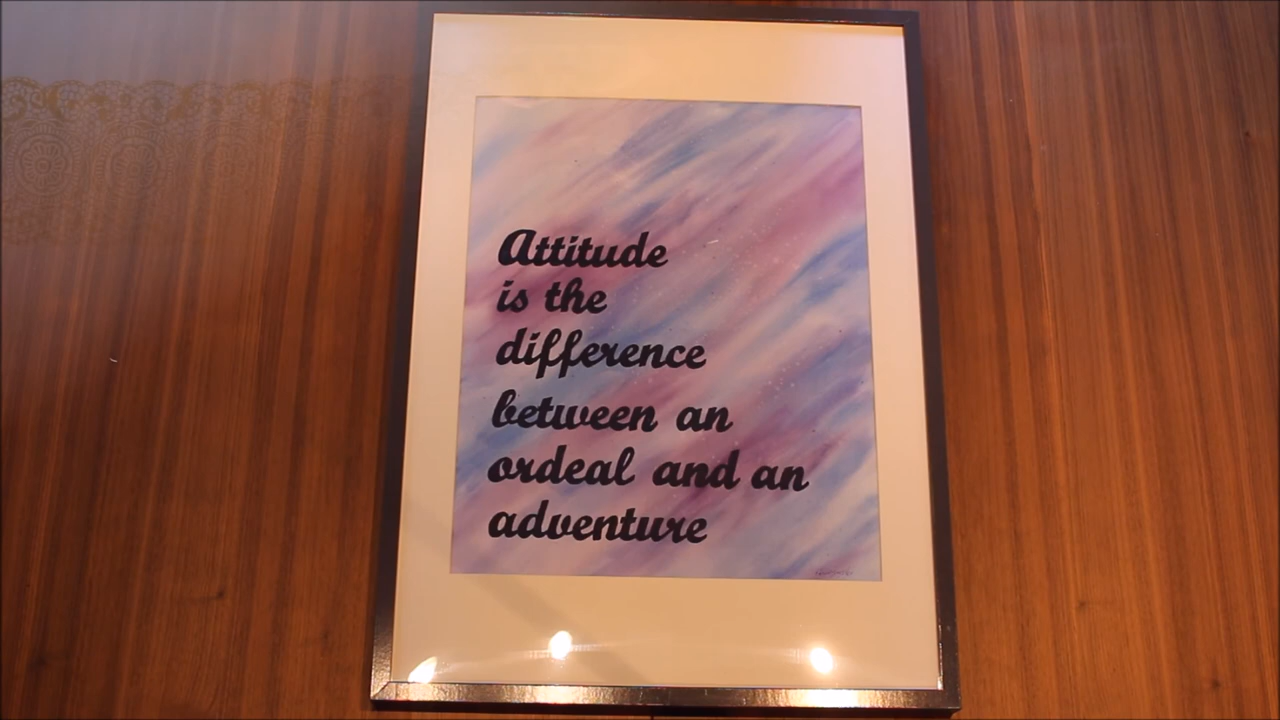 Attitude
is the
difference
between an
ordeal and an
adventure